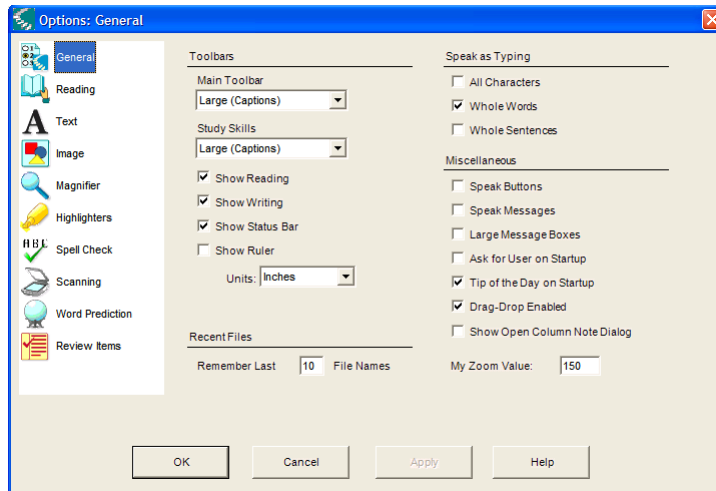 Options: General
General
Reading
Text
Image
Magnifier
Highlighters
Spell Check
Scanning
Word Prediction
Review Items
Toolbars
Main Toolbar
Large (Captions)
Study Skills
Large (Captions)
Show Reading
Show Writing
Show Status Bar
Show Ruler
Units: Inches
Recent Files
Remember Last 10 File Names
Speak as Typing
All Characters
Whole Words
Whole Sentences
Miscellaneous
Speak Buttons
Speak Messages
Large Message Boxes
Ask for User on Startup
Tip of the Day on Startup
Drag-Drop Enabled
Show Open Column Note Dialog
My Zoom Value: 150
OK Cancel Apply Help